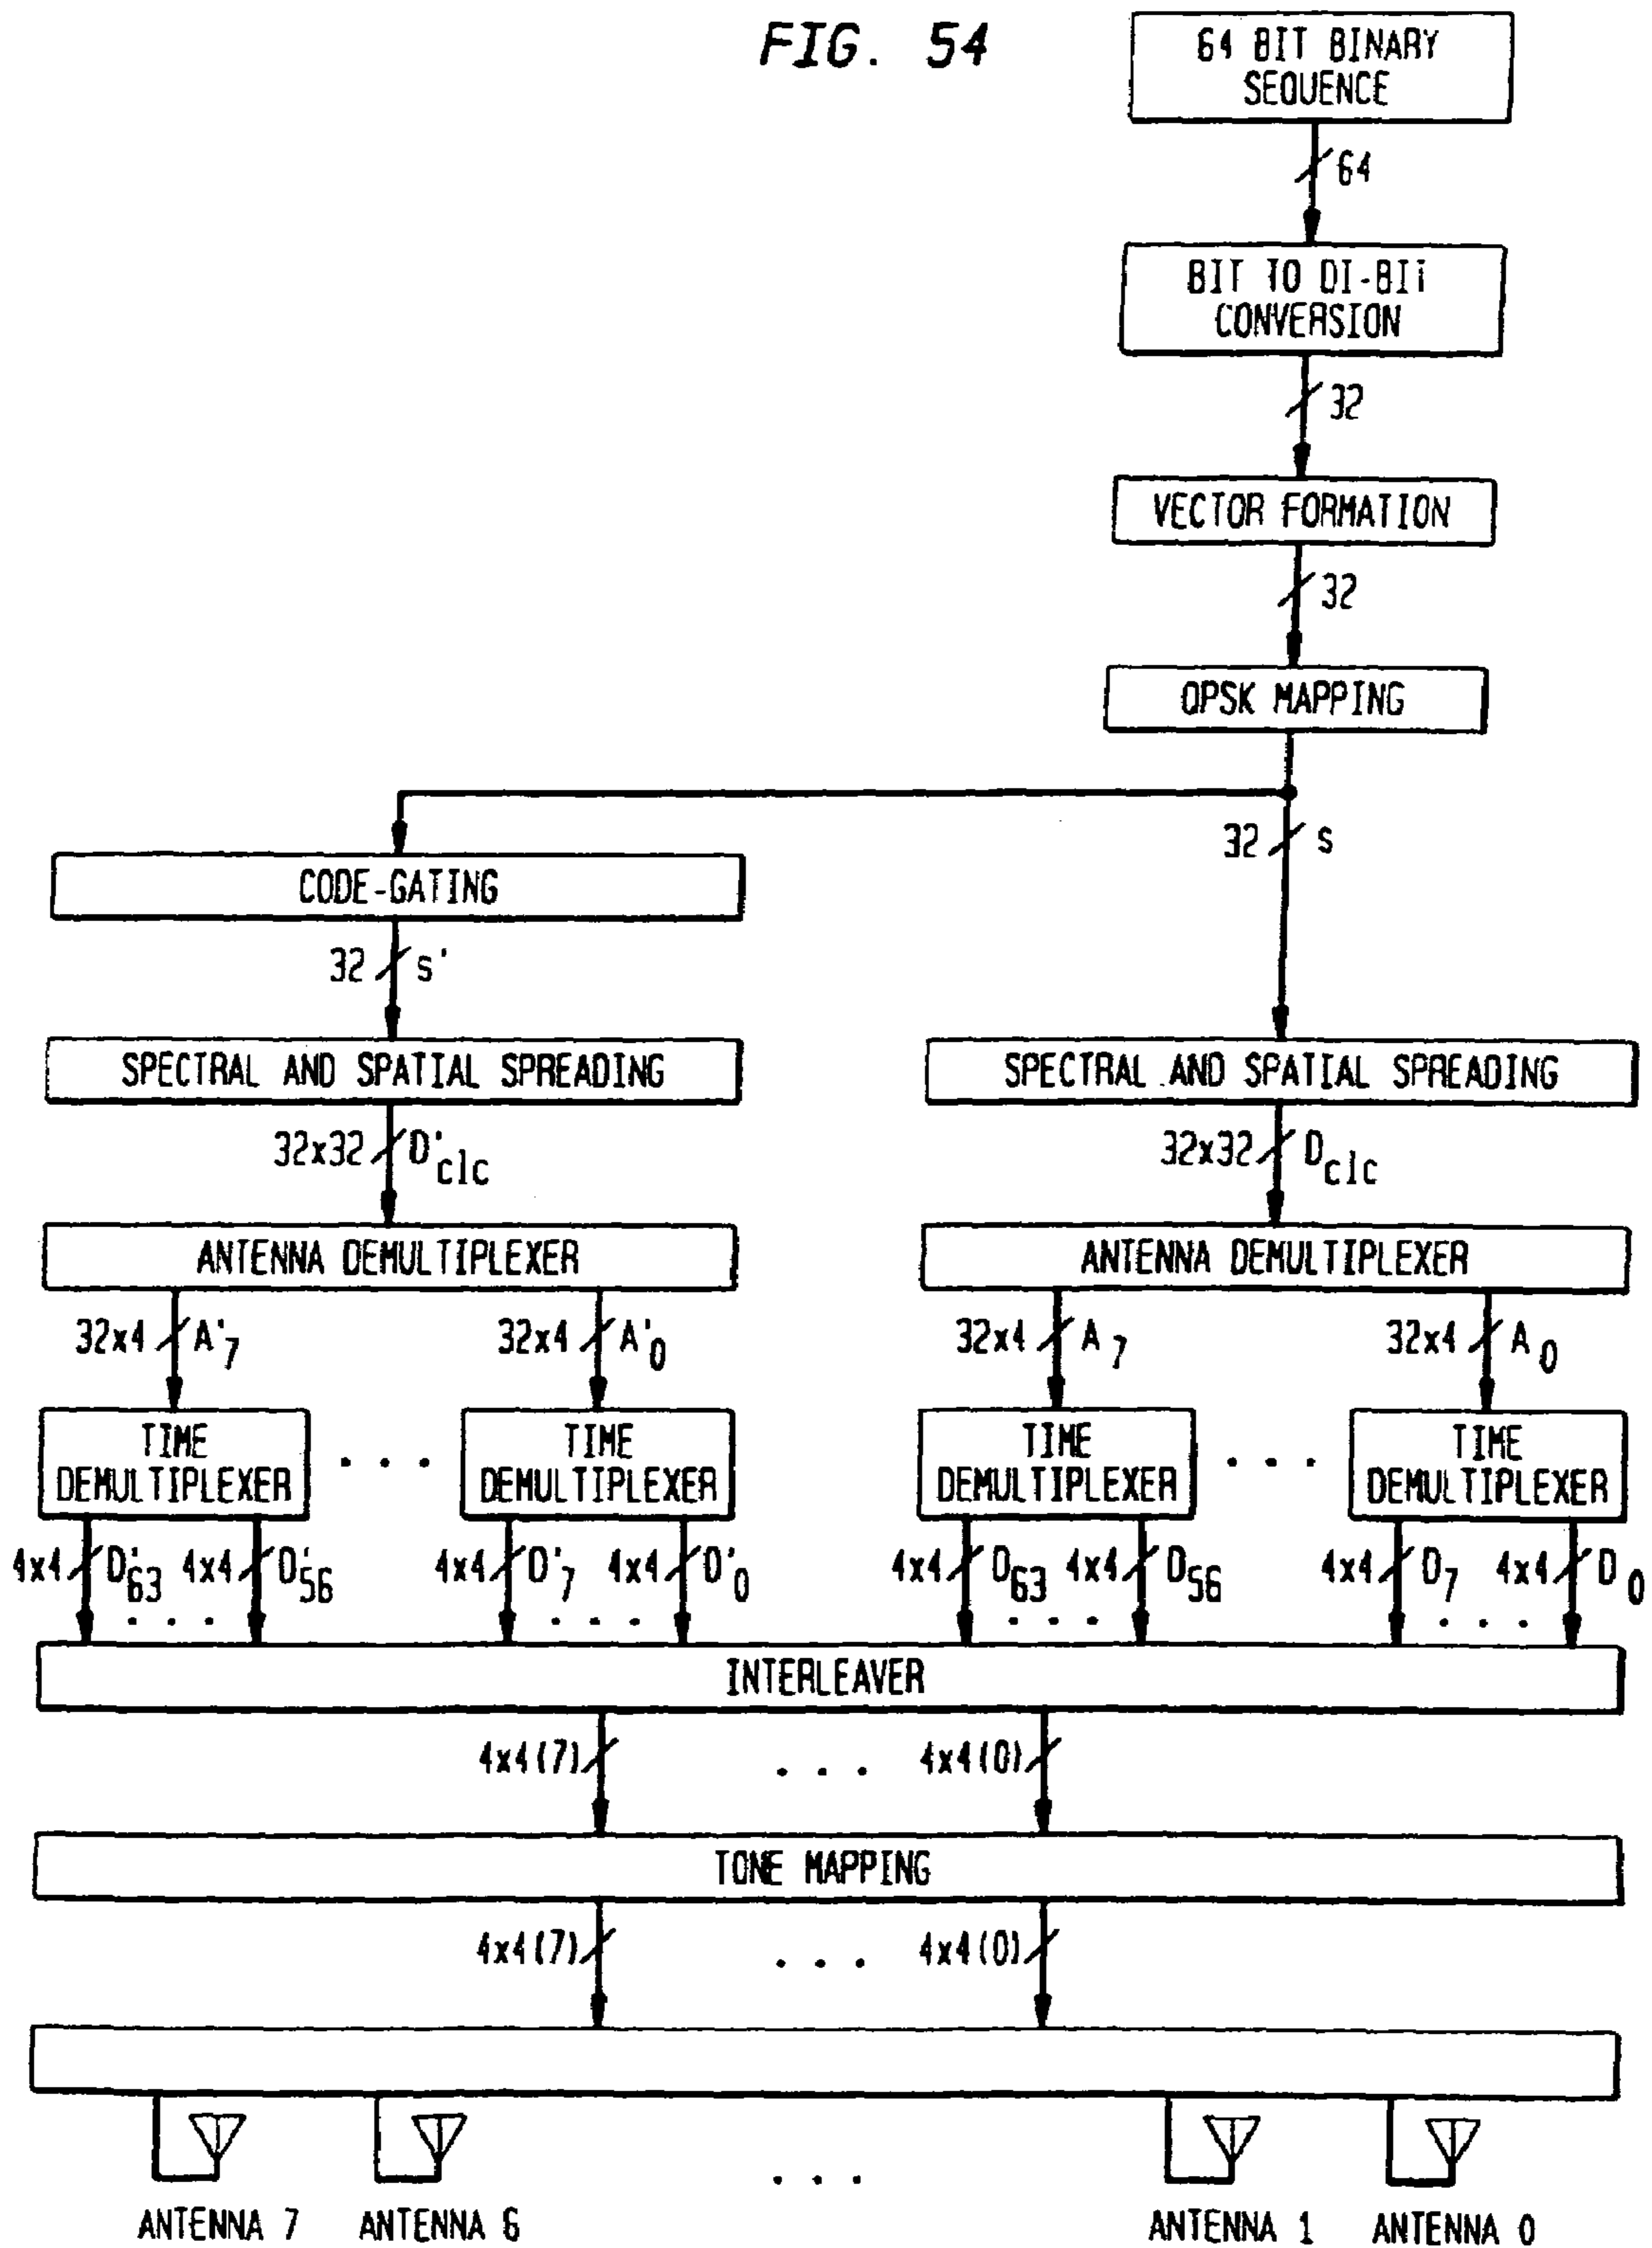 FIG. 54
64 BIT BINARY
SEQUENCE
64
BIT TO DI-BIT
CONVERSION
32
VECTOR FORMATION
32
QPSK MAPPING
32 s
CODE-GATING
32 s'
SPECTRAL AND SPATIAL SPREADING
SPECTRAL AND SPATIAL SPREADING
32x32 D'clc
32x32 Dclc
ANTENNA DEMULTIPLEXER
ANTENNA DEMULTIPLEXER
32x4 A'7
32x4 A'0
32x4 A7
32x4 A0
TIME
DEMULTIPLEXER
. . .
TIME
DEMULTIPLEXER
TIME
DEMULTIPLEXER
. . .
TIME
DEMULTIPLEXER
4x4 D'63 4x4 D'56
4x4 D'7 4x4 D'0
4x4 D63 4x4 D56
4x4 D7 4x4 D0
. . .
. . .
. . .
. . .
INTERLEAVER
4x4(7) . . . 4x4(0)
TONE MAPPING
4x4(7) . . . 4x4(0)
. . .
ANTENNA 7 ANTENNA 6 ANTENNA 1 ANTENNA 0